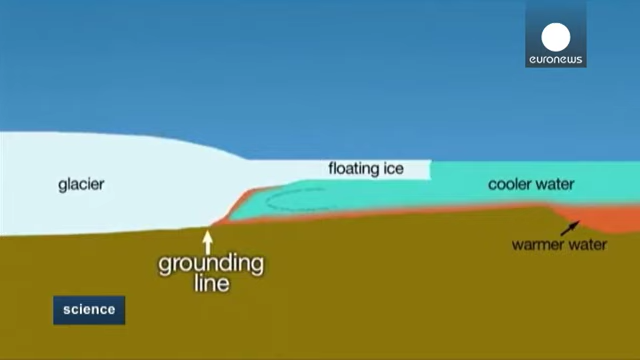 euronews
floating ice
glacier
cooler water
warmer water
grounding
line
science